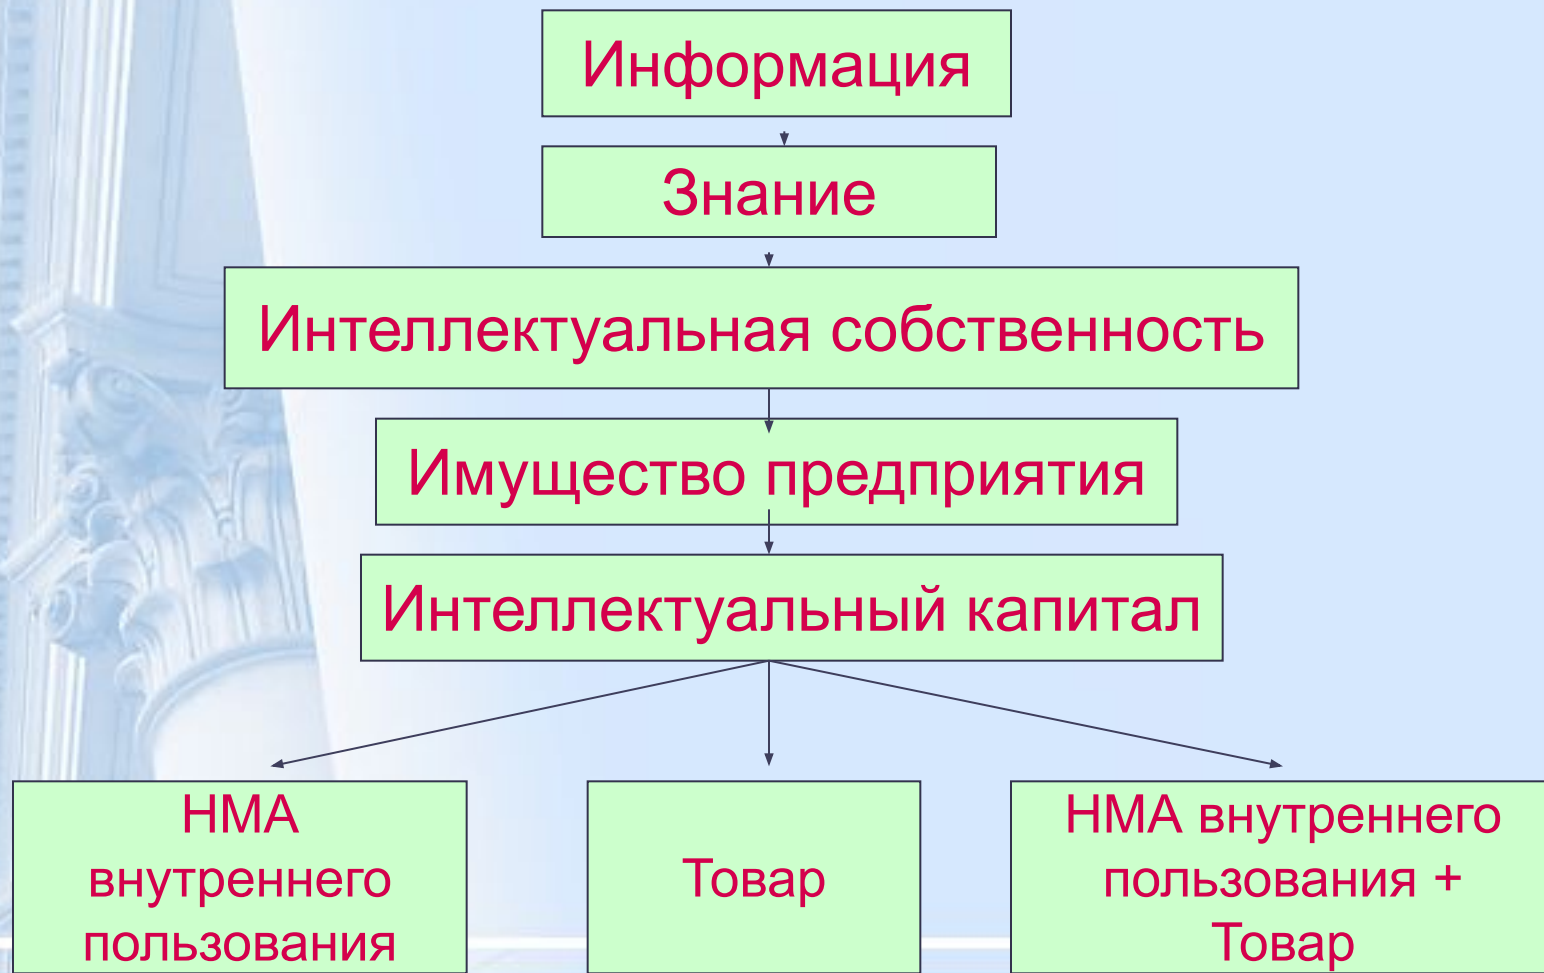 Информация
Знание
Интеллектуальная собственность
Имущество предприятия
Интеллектуальный капитал
НМА
внутреннего
пользования
Товар
НМА внутреннего
пользования +
Товар